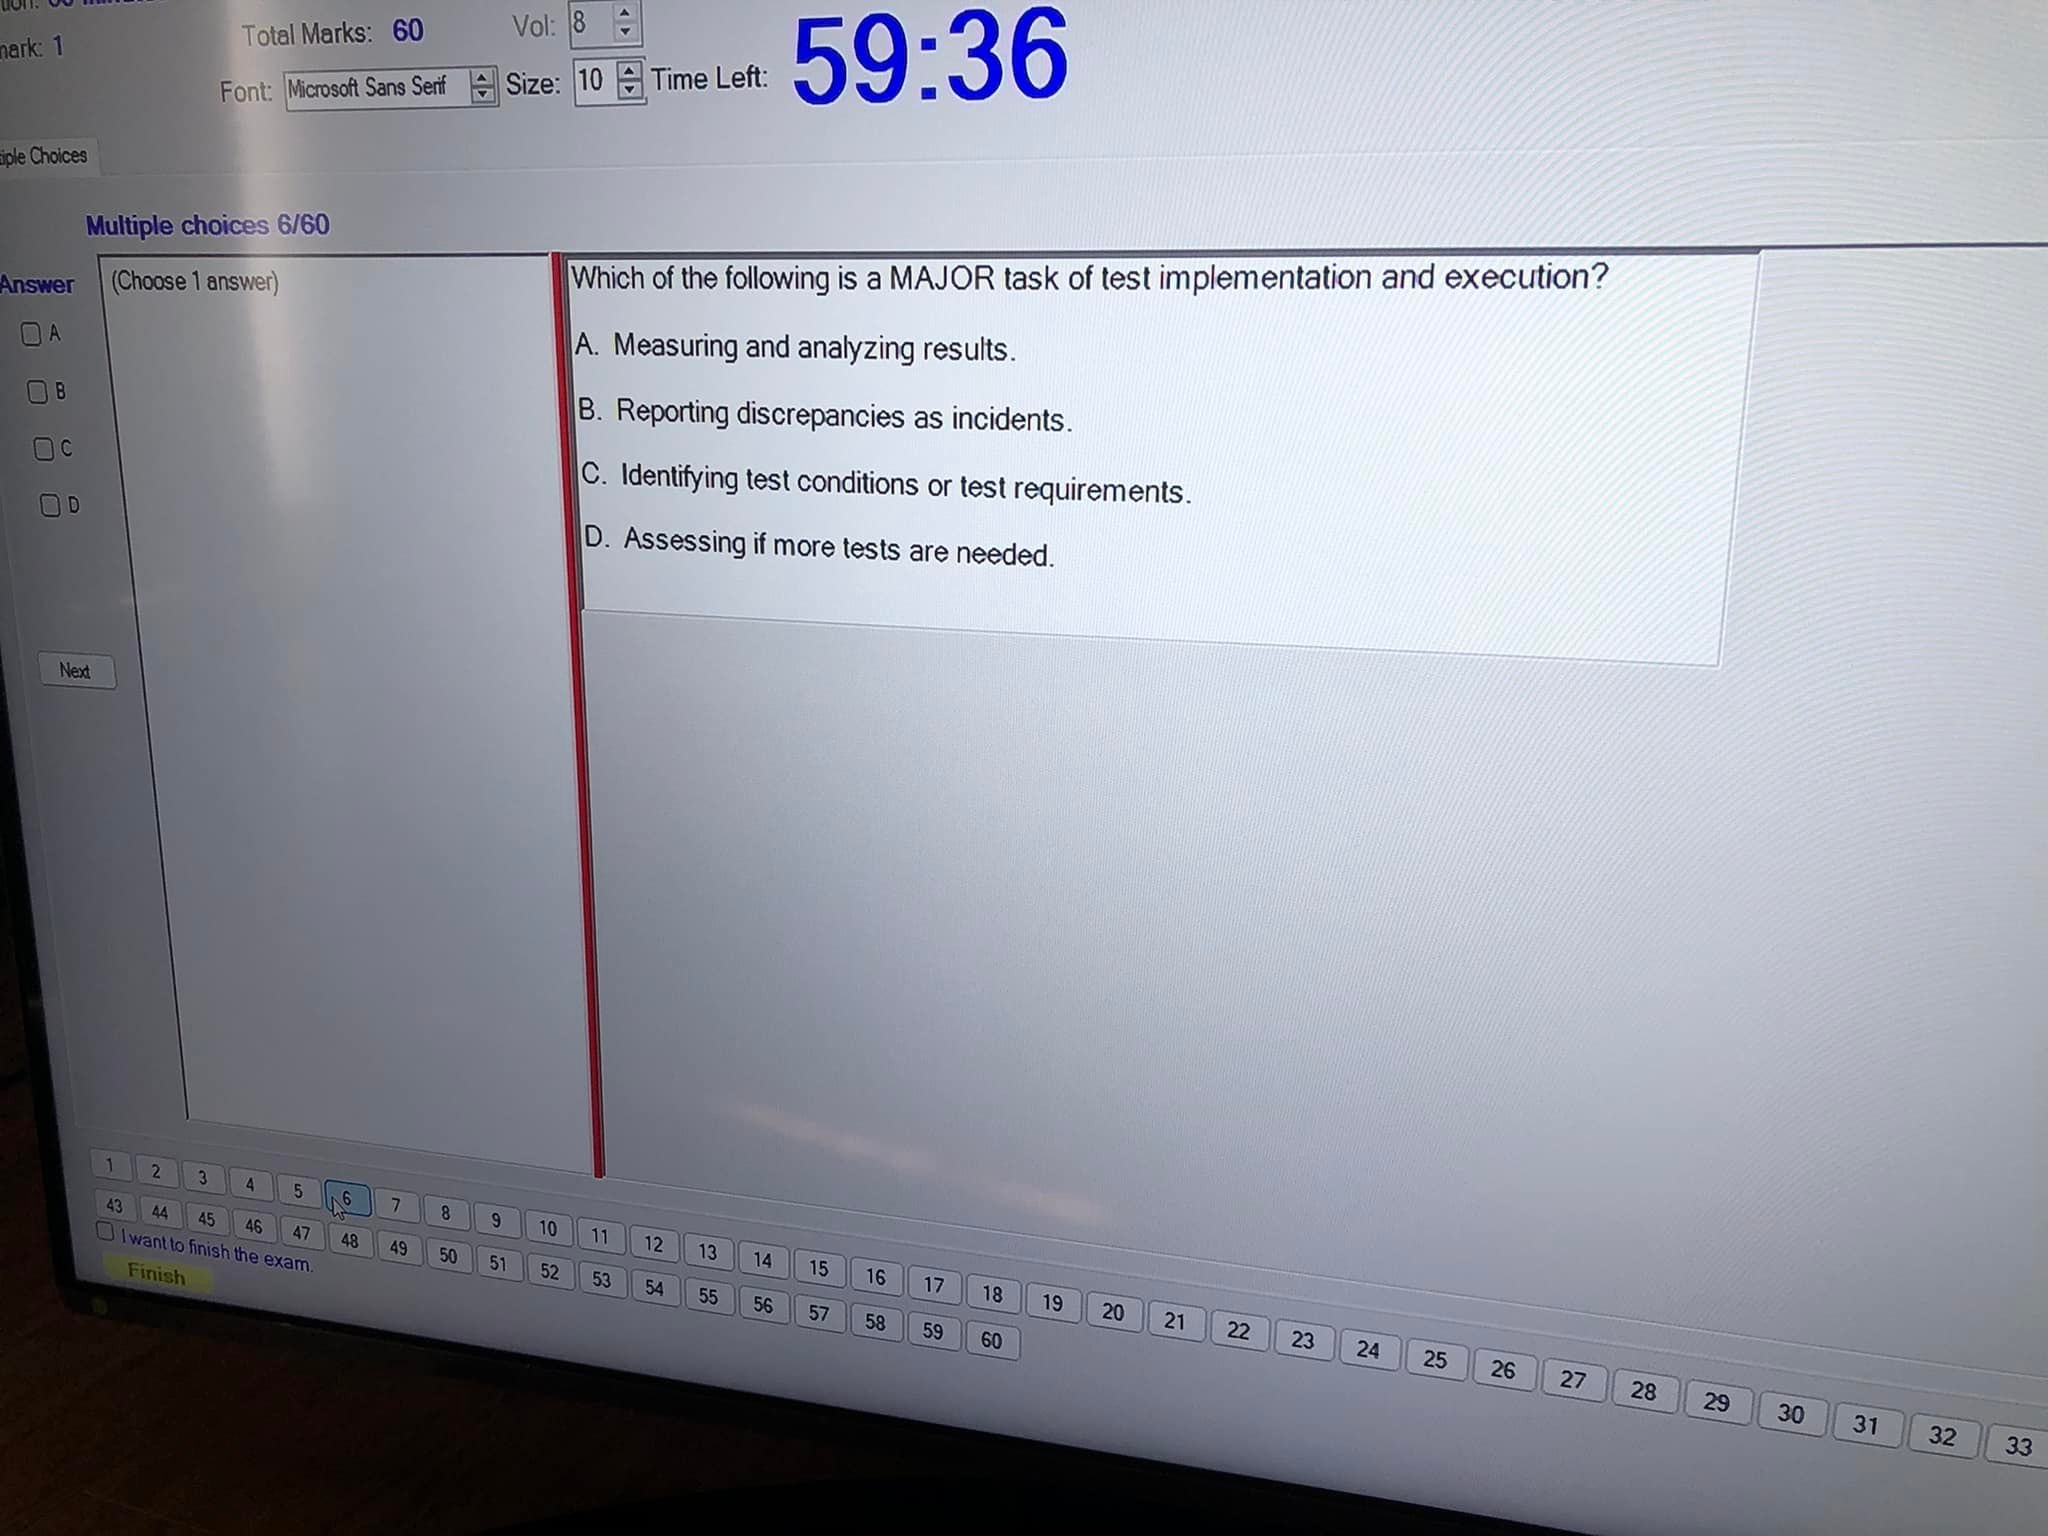 Total Marks: 60 Vol: 8
mark: 1
Font: Microsoft Sans Serif Size: 10 Time Left: 59:36
Choices
Multiple choices 6/60
Answer (Choose 1 answer)
Which of the following is a MAJOR task of test implementation and execution?
A. Measuring and analyzing results.
B. Reporting discrepancies as incidents.
C. Identifying test conditions or test requirements.
D. Assessing if more tests are needed.
A
B
C
D
Next
1 2 3 4 5 6 7 8 9 10 11 12 13 14 15 16 17 18 19 20 21 22 23 24 25 26 27 28 29 30 31 32 33
43 44 45 46 47 48 49 50 51 52 53 54 55 56 57 58 59 60
I want to finish the exam.
Finish